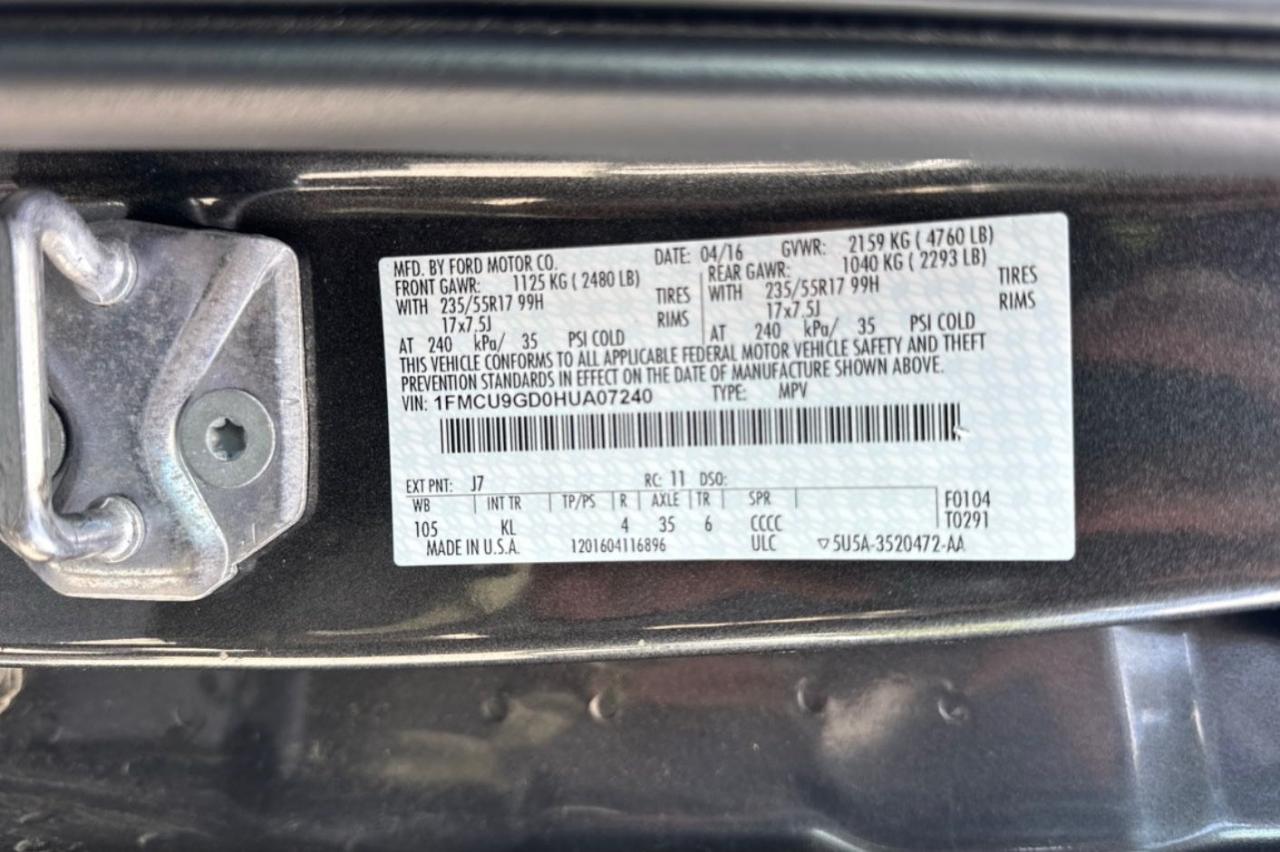 MFD. BY FORD MOTOR CO. DATE: 04/16 GVWR: 2159 KG ( 4760 LB)
FRONT GAWR: 1125 KG ( 2480 LB) REAR GAWR: 1040 KG ( 2293 LB)
WITH 235/55R17 99H TIRES WITH 235/55R17 99H TIRES
17x7.5J RIMS 17x7.5J RIMS
AT 240 kPa/ 35 PSI COLD AT 240 kPa/ 35 PSI COLD
THIS VEHICLE CONFORMS TO ALL APPLICABLE FEDERAL MOTOR VEHICLE SAFETY AND THEFT
PREVENTION STANDARDS IN EFFECT ON THE DATE OF MANUFACTURE SHOWN ABOVE.
VIN: 1FMCU9GD0HUA07240 TYPE: MPV
EXT PNT: J7 RC: 11 DSO:
WB INT TR TP/PS R AXLE TR SPR F0104
105 KL 4 35 6 CCCC T0291
MADE IN U.S.A. 1201604116896 ULC ▽5U5A-3520472-AA